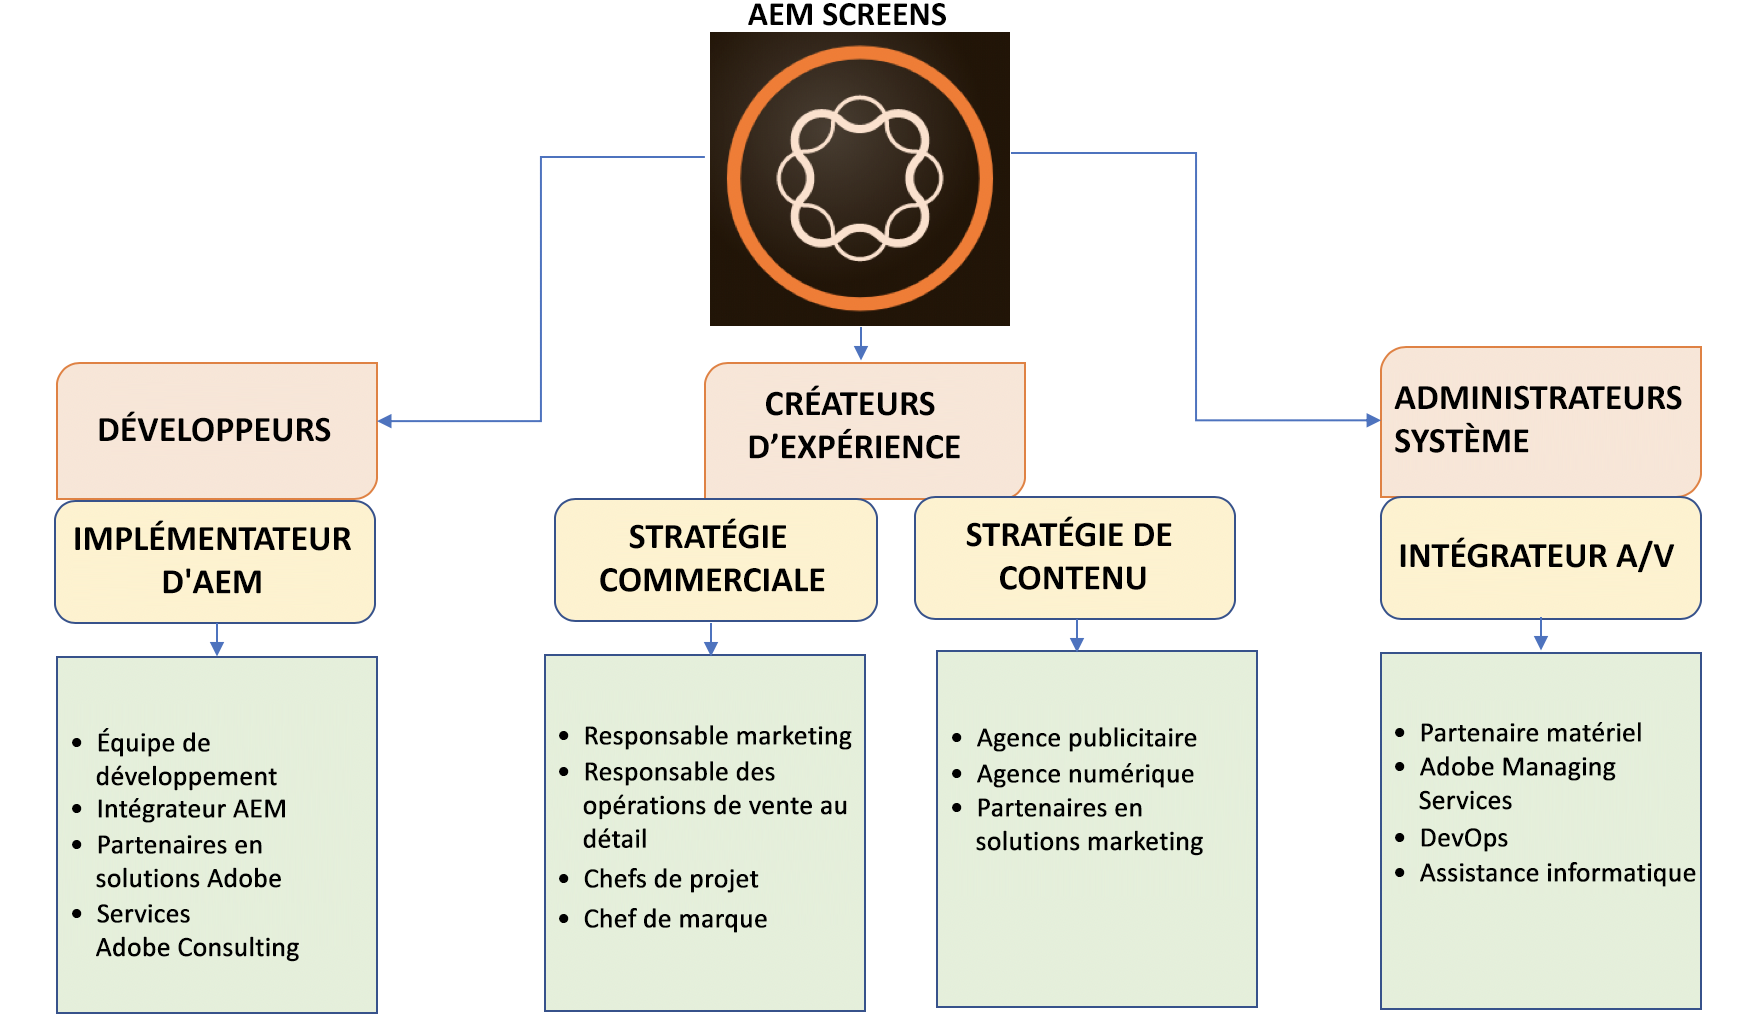 AEM SCREENS
DÉVELOPPEURS
CRÉATEURS
D’EXPÉRIENCE
ADMINISTRATEURS
SYSTÈME
IMPLÉMENTATEUR
D'AEM
STRATÉGIE
COMMERCIALE
STRATÉGIE DE
CONTENU
INTÉGRATEUR A/V
• Équipe de
développement
• Intégrateur AEM
• Partenaires en
solutions Adobe
• Services
Adobe Consulting
• Responsable marketing
• Responsable des
opérations de vente au
détail
• Chefs de projet
• Chef de marque
• Agence publicitaire
• Agence numérique
• Partenaires en
solutions marketing
• Partenaire matériel
• Adobe Managing
Services
• DevOps
• Assistance informatique